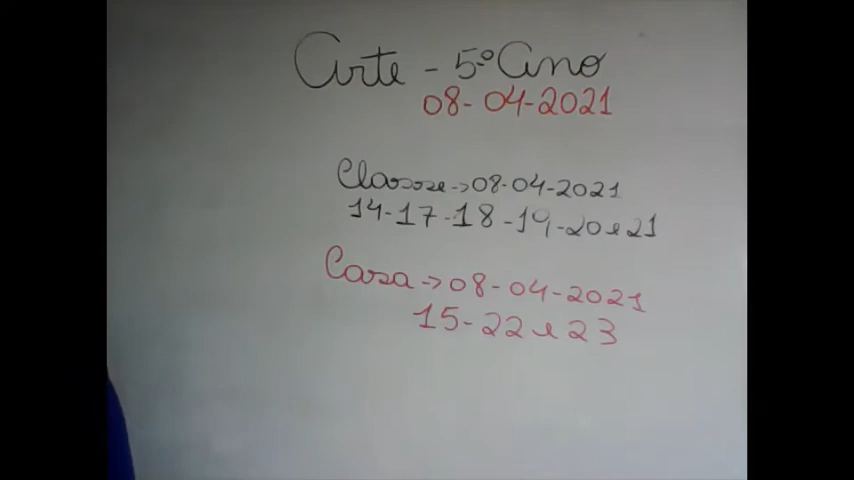 Arte - 5º Ano
08-04-2021
Classe → 08-04-2021
14-17-18-19-20 e 21
Casa → 08-04-2021
15-22 e 23